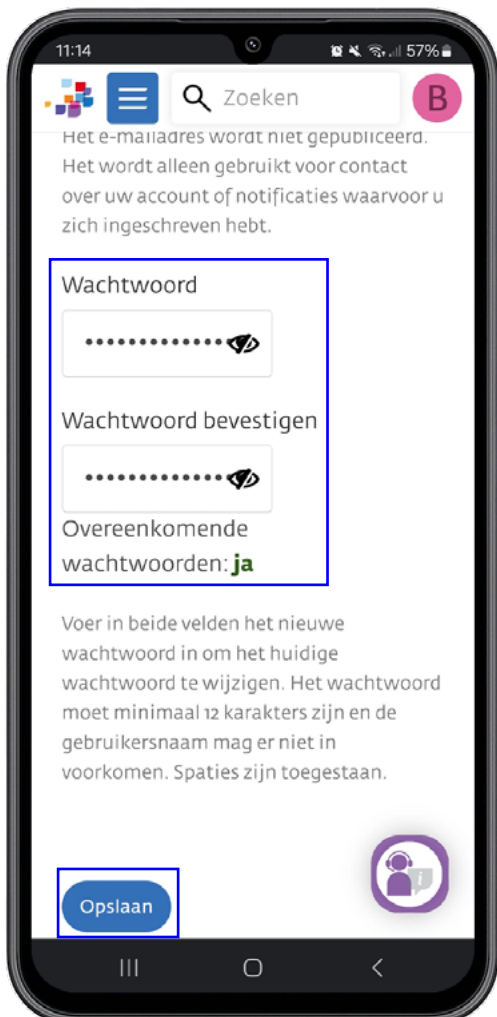 11:14
57%
Zoeken
B
Het e-mailadres wordt niet gepubliceerd.
Het wordt alleen gebruikt voor contact
over uw account of notificaties waarvoor u
zich ingeschreven hebt.
Wachtwoord
Wachtwoord bevestigen
Overeenkomende
wachtwoorden: ja
Voer in beide velden het nieuwe
wachtwoord in om het huidige
wachtwoord te wijzigen. Het wachtwoord
moet minimaal 12 karakters zijn en de
gebruikersnaam mag er niet in
voorkomen. Spaties zijn toegestaan.
i
Opslaan